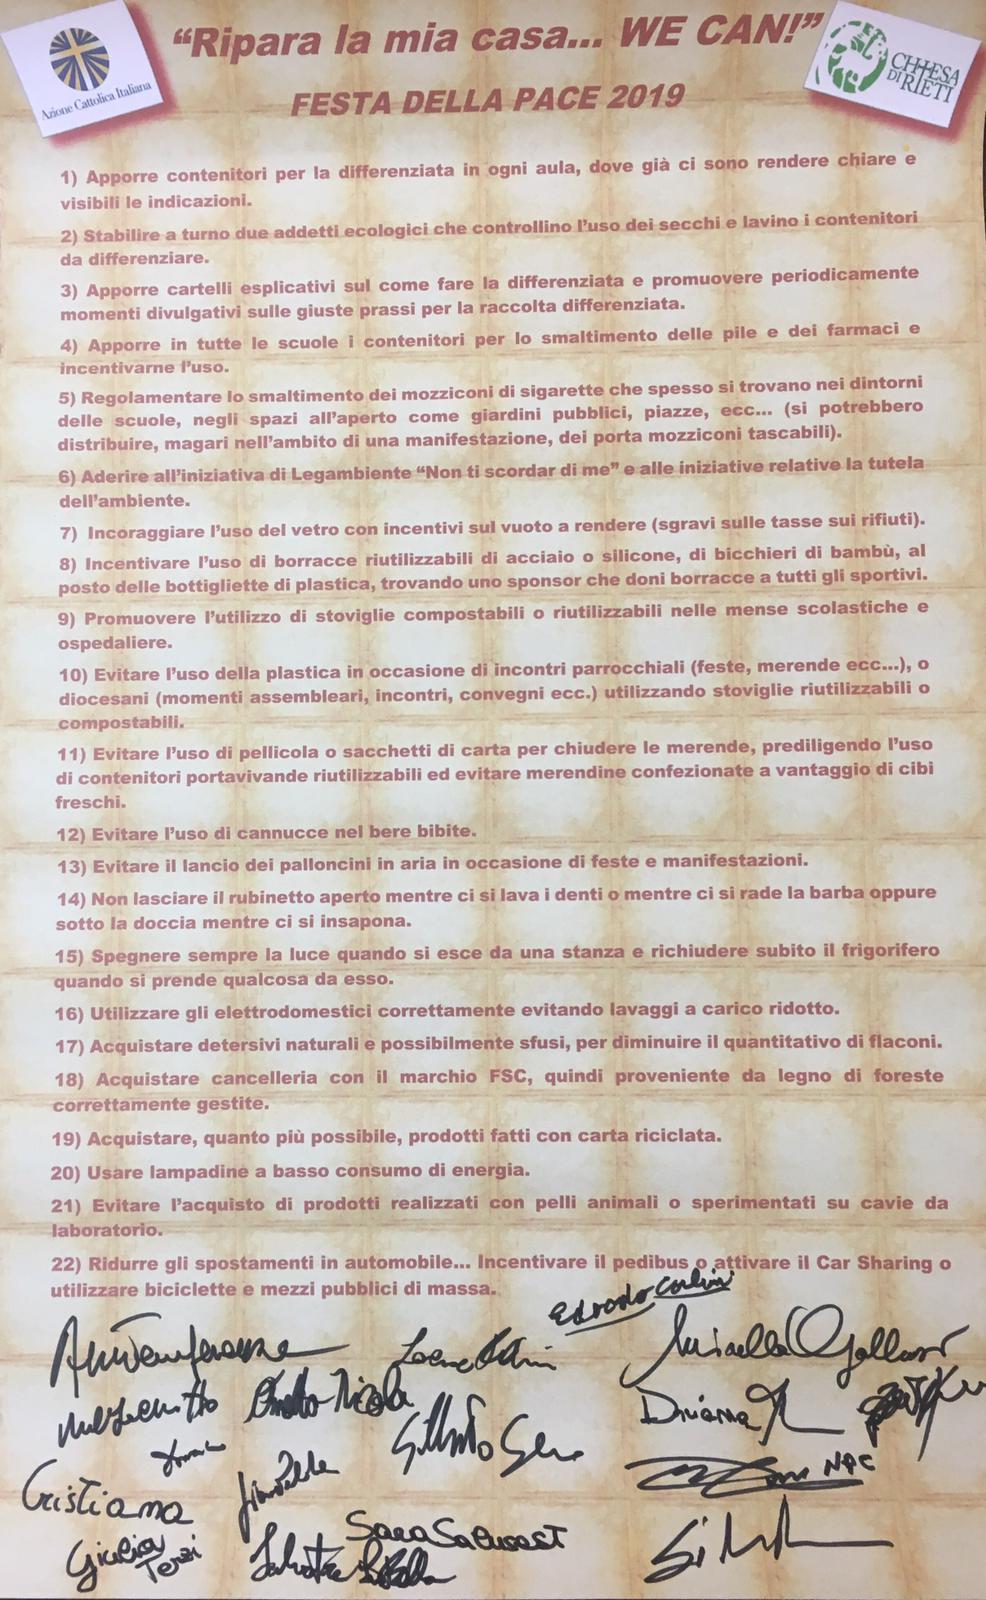 Azione Cattolica Italiana
“Ripara la mia casa... WE CAN!”
CHIESA
DI RIETI
FESTA DELLA PACE 2019
1) Apporre contenitori per la differenziata in ogni aula, dove già ci sono rendere chiare e
visibili le indicazioni.
2) Stabilire a turno due addetti ecologici che controllino l’uso dei secchi e lavino i contenitori
da differenziare.
3) Apporre cartelli esplicativi sul come fare la differenziata e promuovere periodicamente
momenti divulgativi sulle giuste prassi per la raccolta differenziata.
4) Apporre in tutte le scuole i contenitori per lo smaltimento delle pile e dei farmaci e
incentivarne l’uso.
5) Regolamentare lo smaltimento dei mozziconi di sigarette che spesso si trovano nei dintorni
delle scuole, negli spazi all’aperto come giardini pubblici, piazze, ecc... (si potrebbero
distribuire, magari nell’ambito di una manifestazione, dei porta mozziconi tascabili).
6) Aderire all’iniziativa di Legambiente “Non ti scordar di me” e alle iniziative relative la tutela
dell’ambiente.
7) Incoraggiare l’uso del vetro con incentivi sul vuoto a rendere (sgravi sulle tasse sui rifiuti).
8) Incentivare l’uso di borracce riutilizzabili di acciaio o silicone, di bicchieri di bambù, al
posto delle bottigliette di plastica, trovando uno sponsor che doni borracce a tutti gli sportivi.
9) Promuovere l’utilizzo di stoviglie compostabili o riutilizzabili nelle mense scolastiche e
ospedaliere.
10) Evitare l’uso della plastica in occasione di incontri parrocchiali (feste, merende ecc...), o
diocesani (momenti assembleari, incontri, convegni ecc.) utilizzando stoviglie riutilizzabili o
compostabili.
11) Evitare l’uso di pellicola o sacchetti di carta per chiudere le merende, prediligendo l’uso
di contenitori portavivande riutilizzabili ed evitare merendine confezionate a vantaggio di cibi
freschi.
12) Evitare l’uso di cannucce nel bere bibite.
13) Evitare il lancio dei palloncini in aria in occasione di feste e manifestazioni.
14) Non lasciare il rubinetto aperto mentre ci si lava i denti o mentre ci si rade la barba oppure
sotto la doccia mentre ci si insapona.
15) Spegnere sempre la luce quando si esce da una stanza e richiudere subito il frigorifero
quando si prende qualcosa da esso.
16) Utilizzare gli elettrodomestici correttamente evitando lavaggi a carico ridotto.
17) Acquistare detersivi naturali e possibilmente sfusi, per diminuire il quantitativo di flaconi.
18) Acquistare cancelleria con il marchio FSC, quindi proveniente da legno di foreste
correttamente gestite.
19) Acquistare, quanto più possibile, prodotti fatti con carta riciclata.
20) Usare lampadine a basso consumo di energia.
21) Evitare l’acquisto di prodotti realizzati con pelli animali o sperimentati su cavie da
laboratorio.
22) Ridurre gli spostamenti in automobile... Incentivare il pedibus o attivare il Car Sharing o
utilizzare biciclette e mezzi pubblici di massa.
Nicola
Cristiana
Giulia
Terzi
Sara